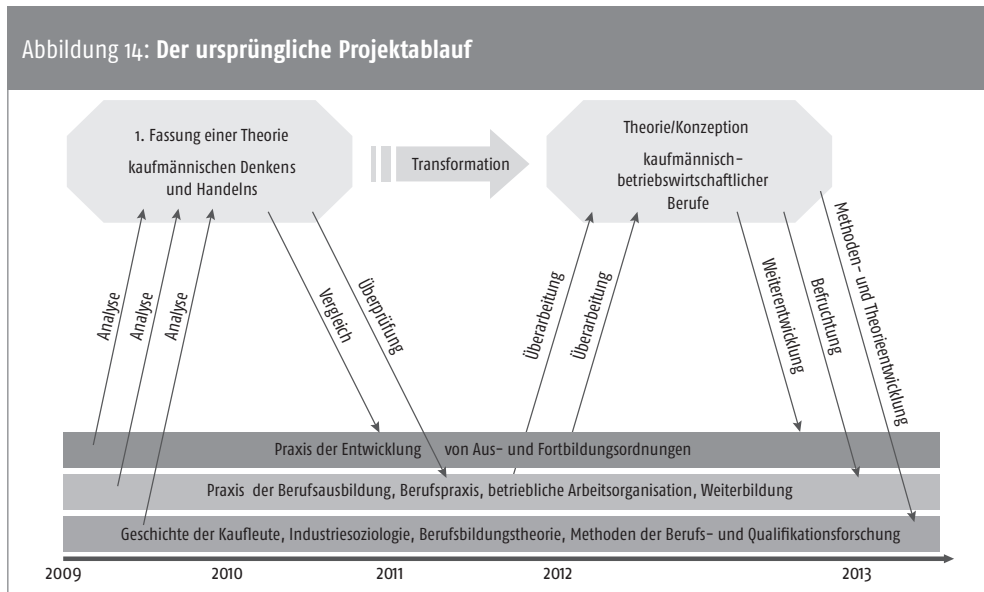 Abbildung 14: Der ursprüngliche Projektablauf
1. Fassung einer Theorie
kaufmännischen Denkens
und Handelns
Transformation
Theorie/Konzeption
kaufmännisch-
betriebswirtschaftlicher
Berufe
Analyse
Analyse
Analyse
Vergleich
Überprüfung
Überarbeitung
Überarbeitung
Weiterentwicklung
Befruchtung
Methoden- und Theorieentwicklung
Praxis der Entwicklung von Aus- und Fortbildungsordnungen
Praxis der Berufsausbildung, Berufspraxis, betriebliche Arbeitsorganisation, Weiterbildung
Geschichte der Kaufleute, Industriesoziologie, Berufsbildungstheorie, Methoden der Berufs- und Qualifikationsforschung
2009 2010 2011 2012 2013